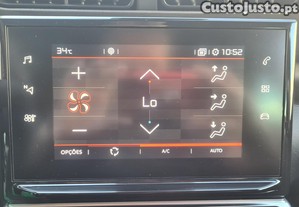 Custojusto.pt
34°C 10:52
+
Lo
−
OPÇÕES A/C AUTO